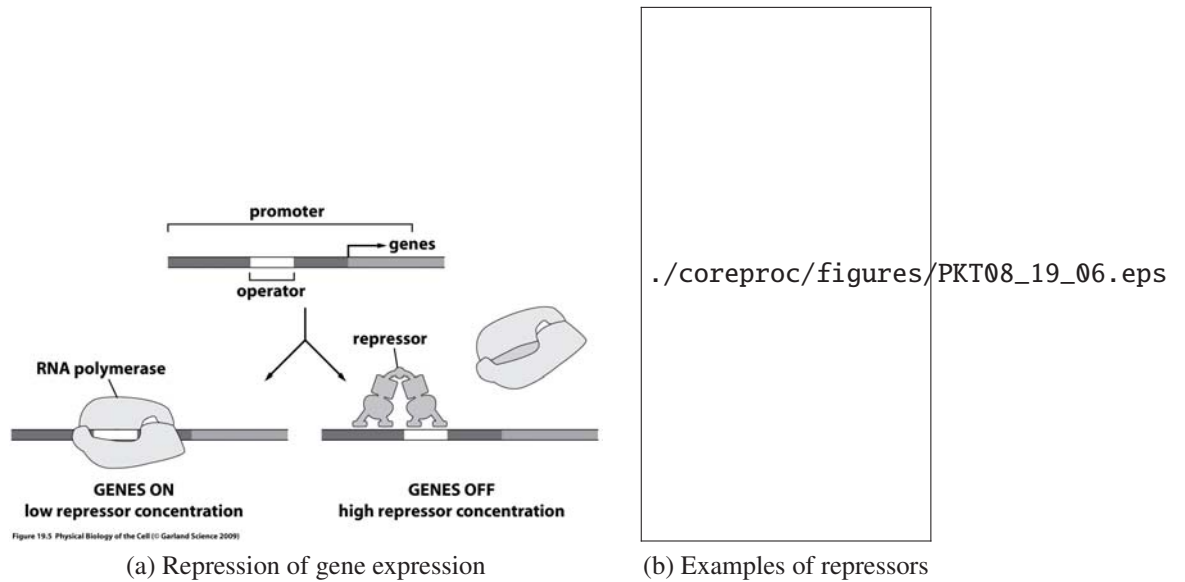 promoter
genes
operator
repressor
RNA polymerase
GENES ON
low repressor concentration
GENES OFF
high repressor concentration
Figure 19.5 Physical Biology of the Cell (© Garland Science 2009)
(a) Repression of gene expression
./coreproc/figures/PKT08_19_06.eps
(b) Examples of repressors